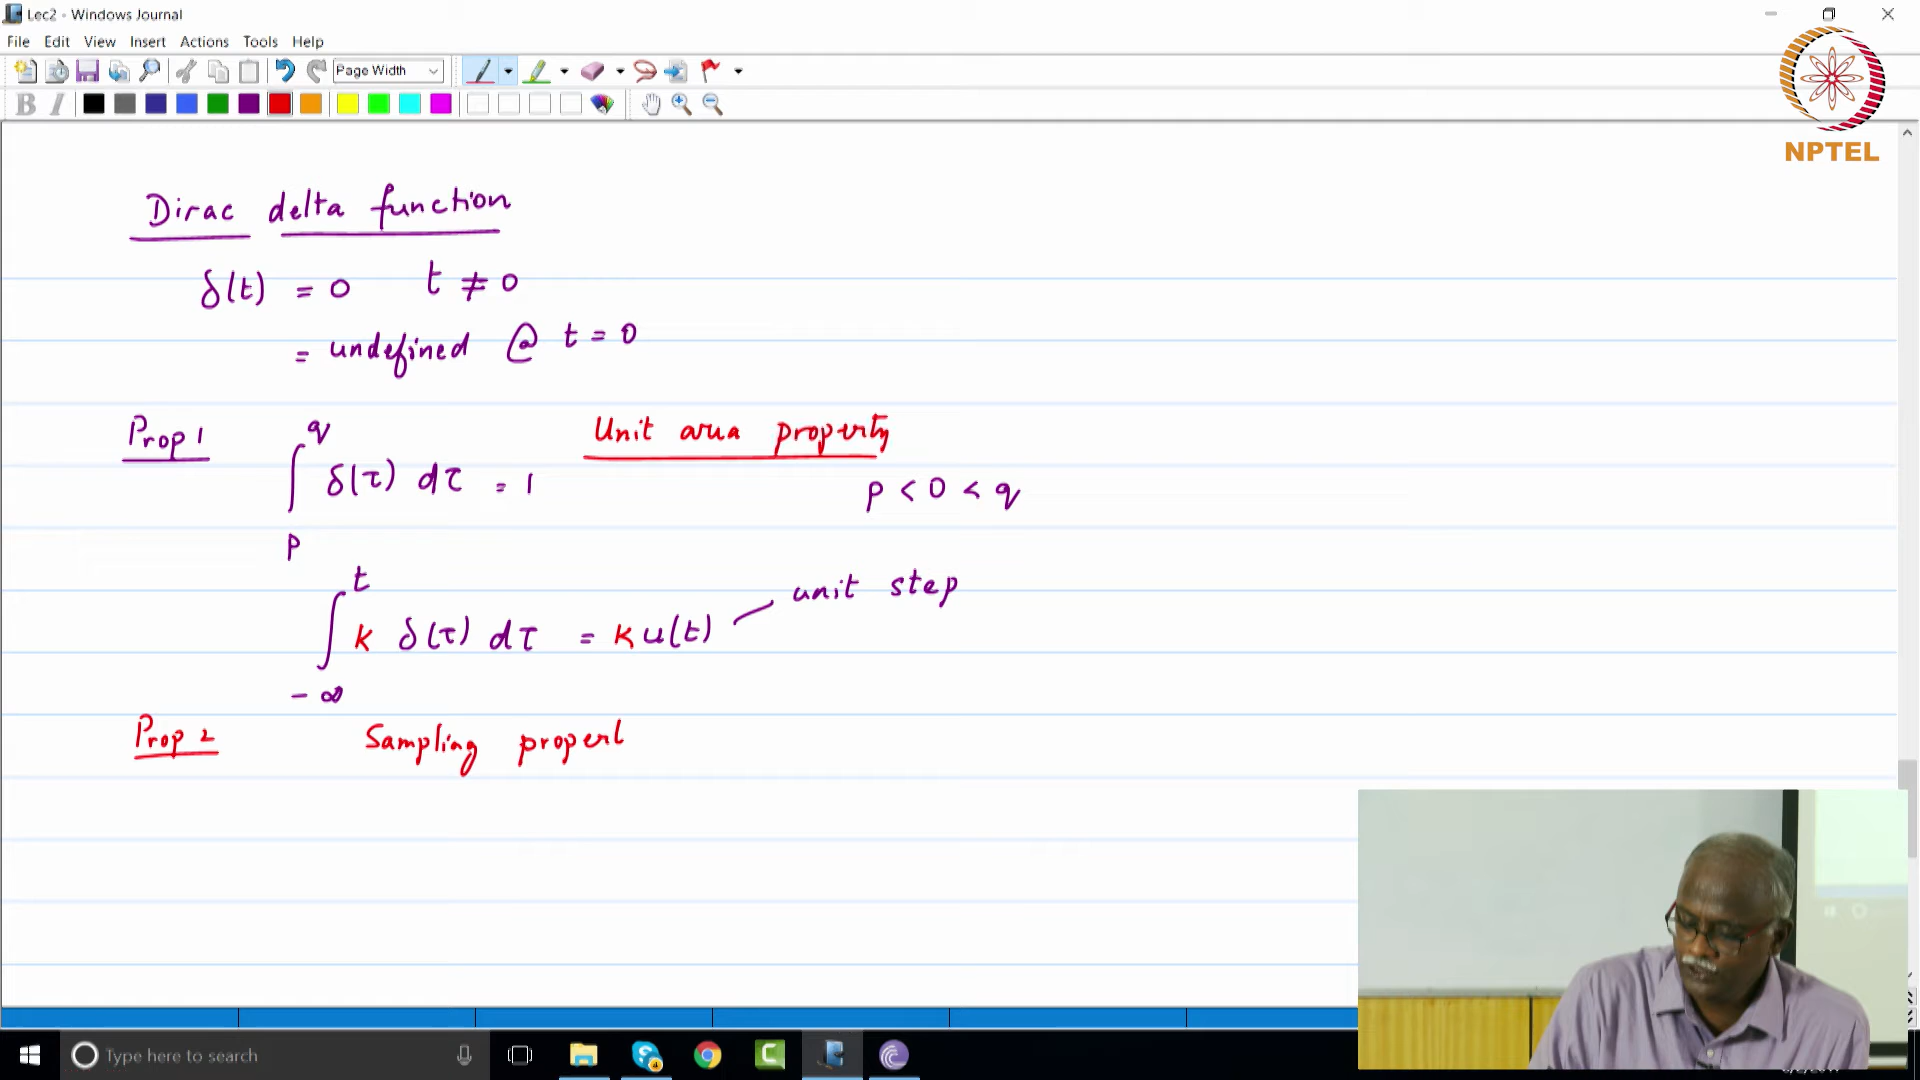 Lec2 - Windows Journal
File Edit View Insert Actions Tools Help
Page Width
B I
NPTEL
Dirac delta function
δ(t) = 0 t ≠ 0
= undefined @ t = 0
Prop 1 ∫_p^q δ(τ) dτ = 1 Unit area property
p < 0 < q
∫_{-∞}^t K δ(τ) dτ = K u(t) unit step
Prop 2 Sampling propert
Type here to search